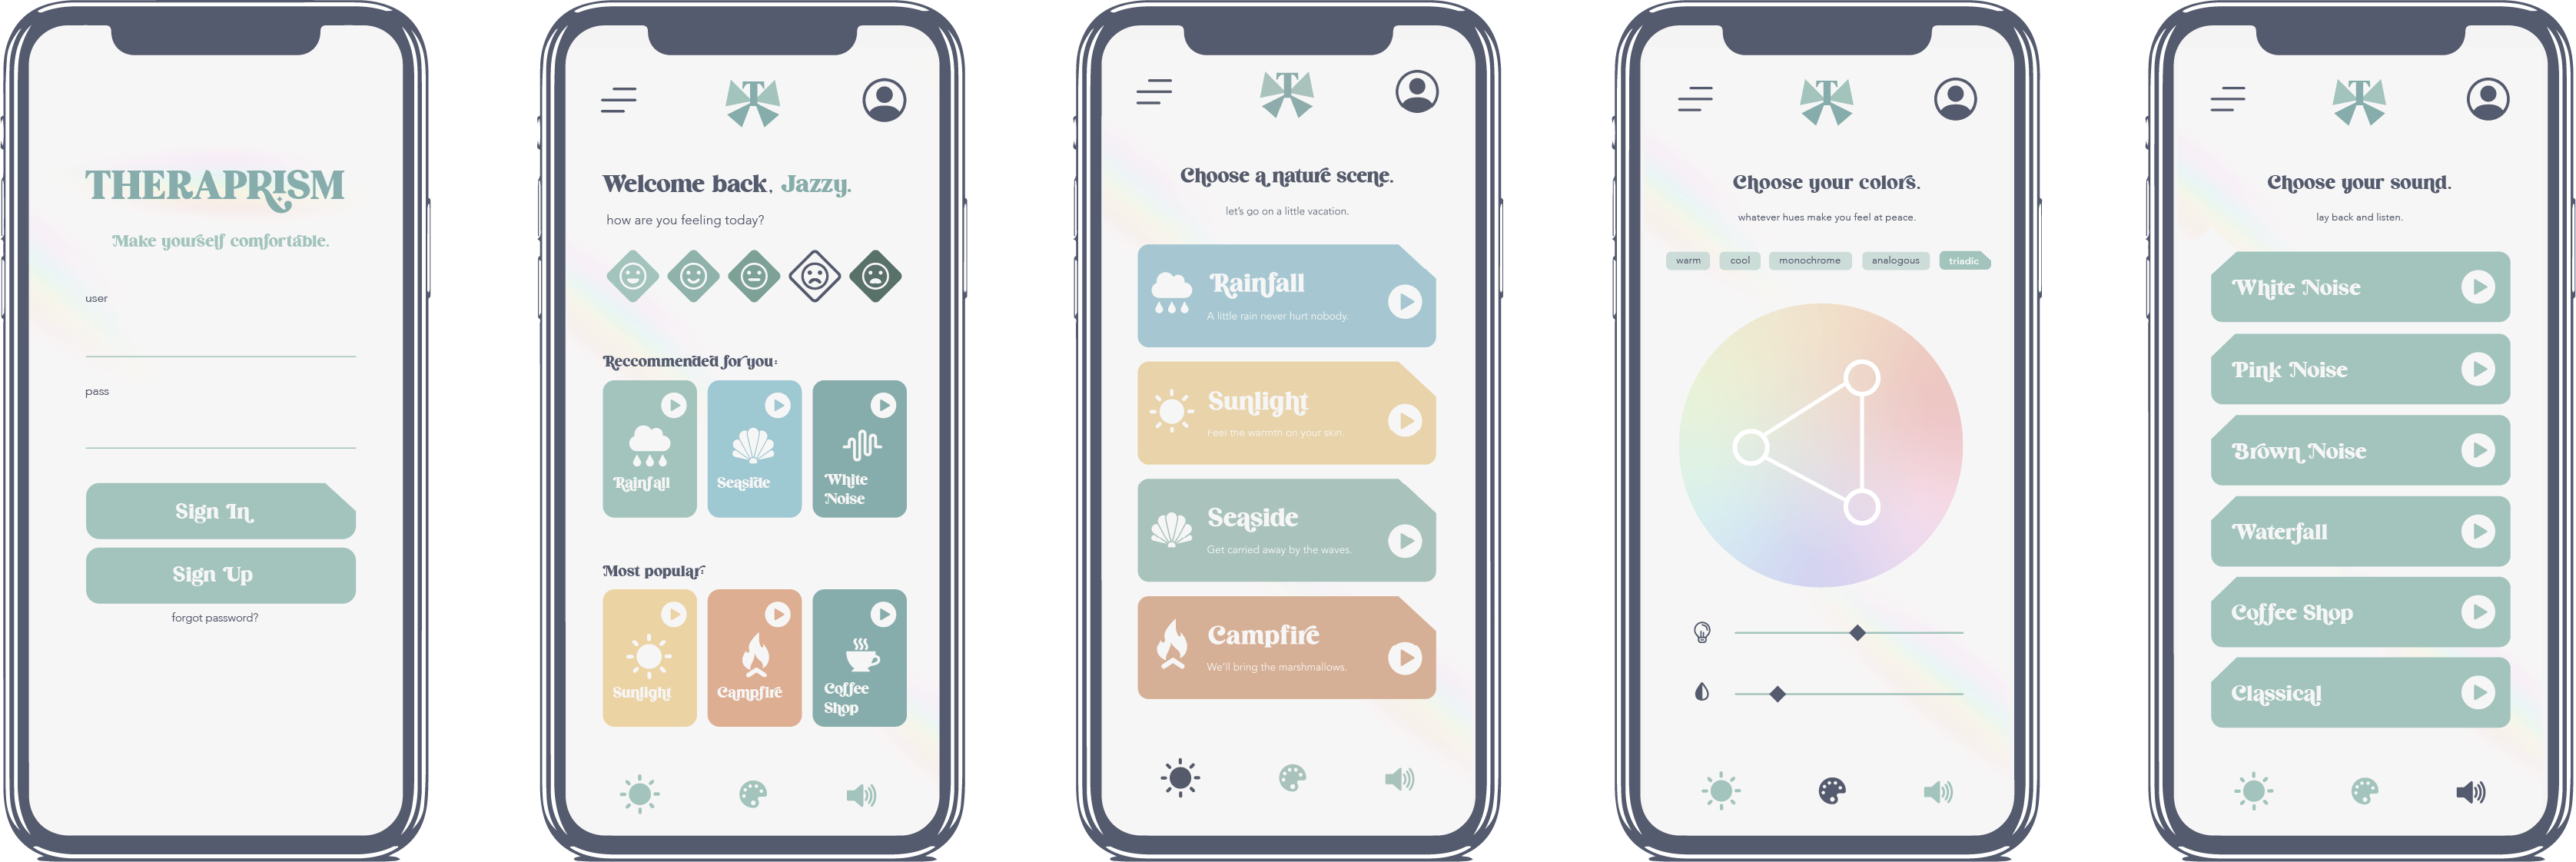 THERAPRISM
Make yourself comfortable.
user
pass
Sign In
Sign Up
forgot password?
T
Welcome back, Jazzy.
how are you feeling today?
Reccommended for you:
Rainfall
Seaside
White
Noise
Most popular:
Sunlight
Campfire
Coffee
Shop
T
Choose a nature scene.
let's go on a little vacation.
Rainfall
A little rain never hurt nobody.
Sunlight
Feel the warmth on your skin.
Seaside
Get carried away by the waves.
Campfire
We'll bring the marshmallows.
T
Choose your colors.
whatever hues make you feel at peace.
warm cool monochrome analogous triadic
T
Choose your sound.
lay back and listen.
White Noise
Pink Noise
Brown Noise
Waterfall
Coffee Shop
Classical